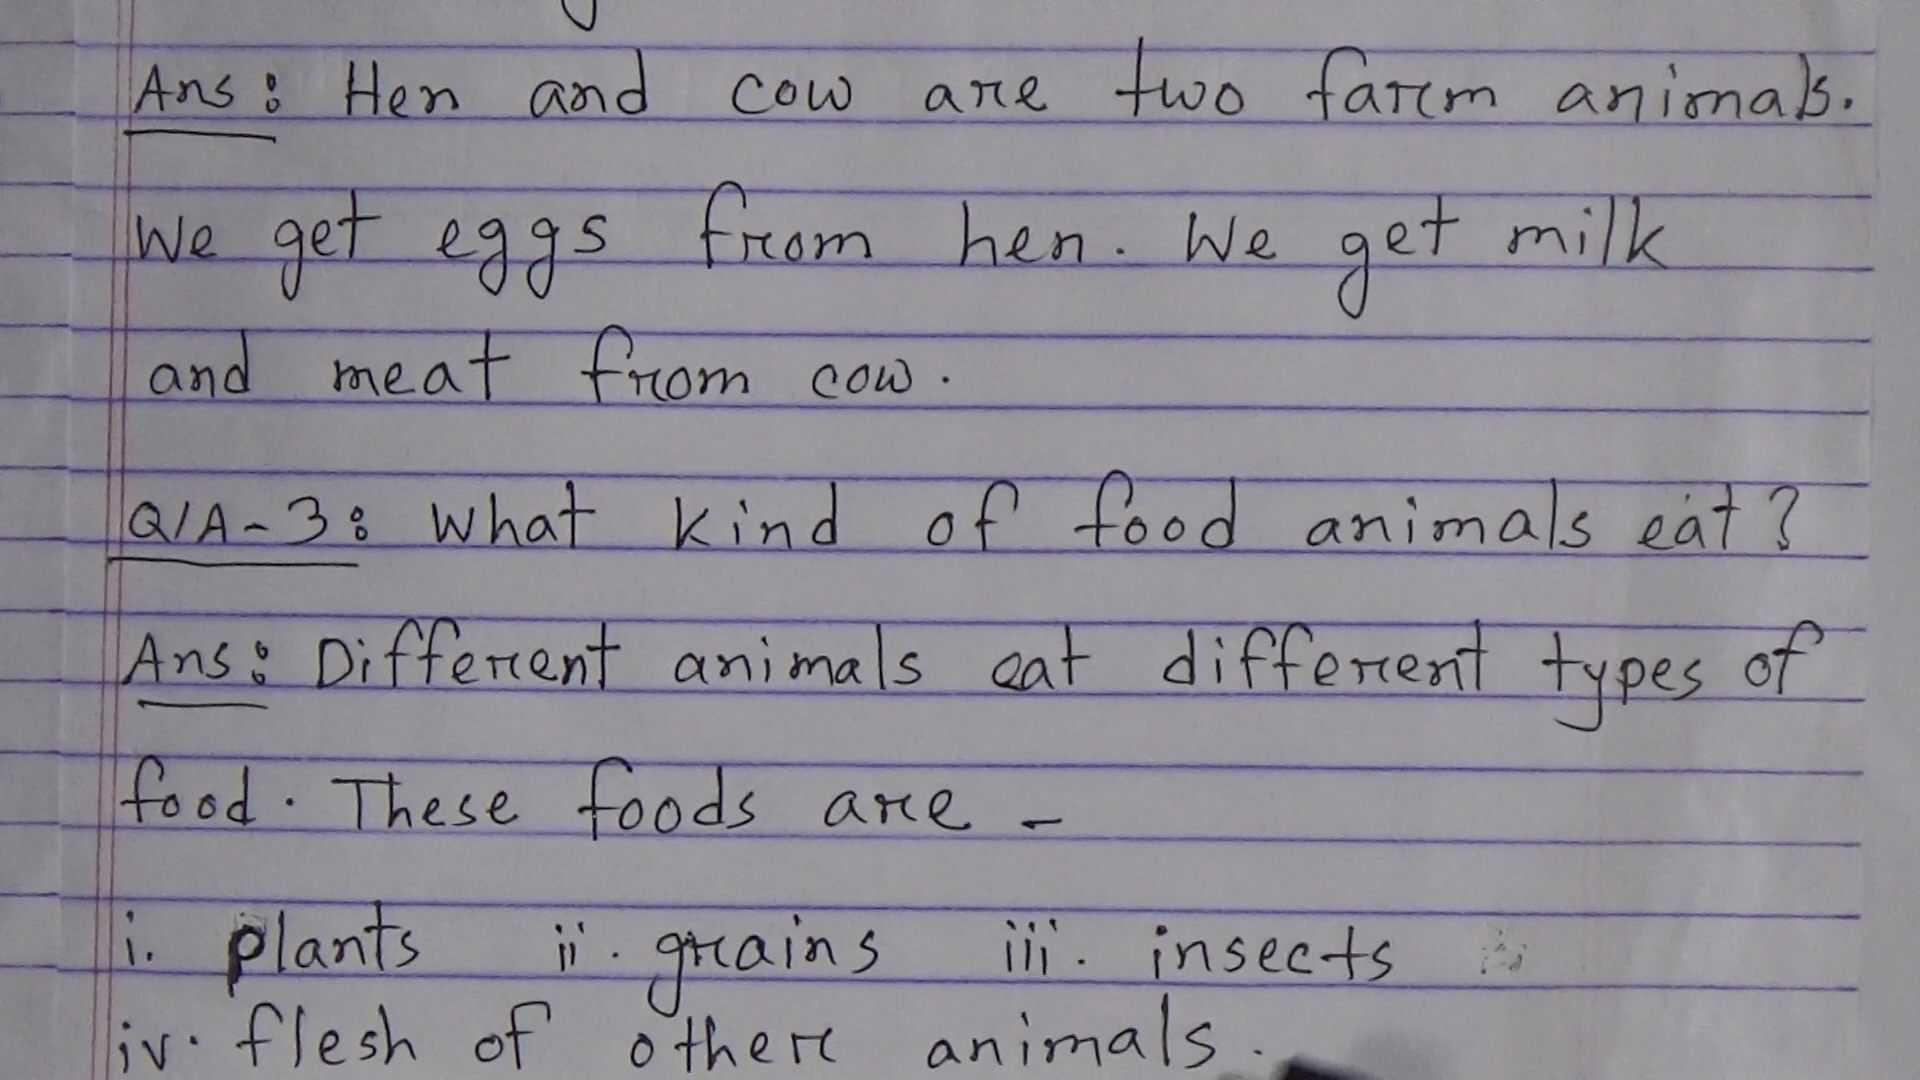 Ans: Hen and cow are two farm animals.
We get eggs from hen. We get milk
and meat from cow.
Q/A-3: What kind of food animals eat?
Ans: Different animals eat different types of
food. These foods are -
i. plants ii. grains iii. insects
iv. flesh of other animals.